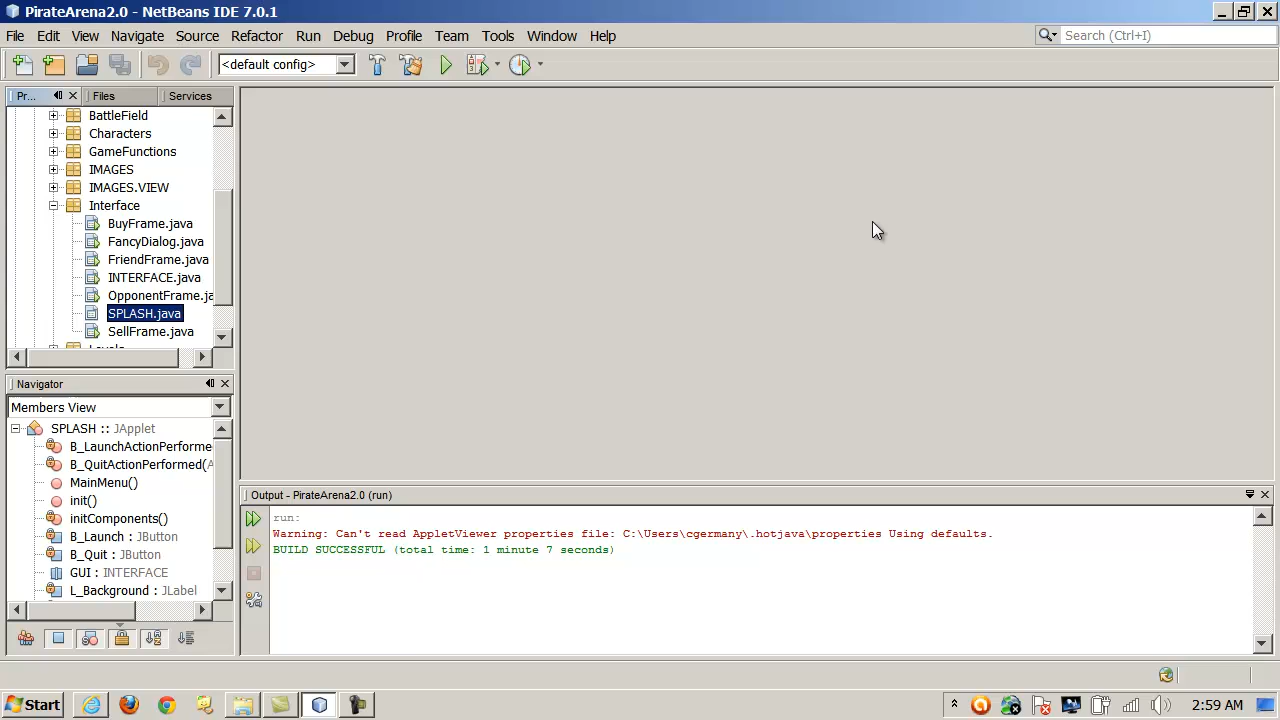 PirateArena2.0 - NetBeans IDE 7.0.1
File Edit View Navigate Source Refactor Run Debug Profile Team Tools Window Help
Search (Ctrl+I)
<default config>
Pr... Files Services
BattleField
Characters
GameFunctions
IMAGES
IMAGES.VIEW
Interface
BuyFrame.java
FancyDialog.java
FriendFrame.java
INTERFACE.java
OpponentFrame.ja
SPLASH.java
SellFrame.java
Navigator
Members View
SPLASH :: JApplet
B_LaunchActionPerforme
B_QuitActionPerformed(A
MainMenu()
init()
initComponents()
B_Launch : JButton
B_Quit : JButton
GUI : INTERFACE
L_Background : JLabel
Output - PirateArena2.0 (run)
run:
Warning: Can't read AppletViewer properties file: C:\Users\cgermany\.hotjava\properties Using defaults.
BUILD SUCCESSFUL (total time: 1 minute 7 seconds)
Start
2:59 AM